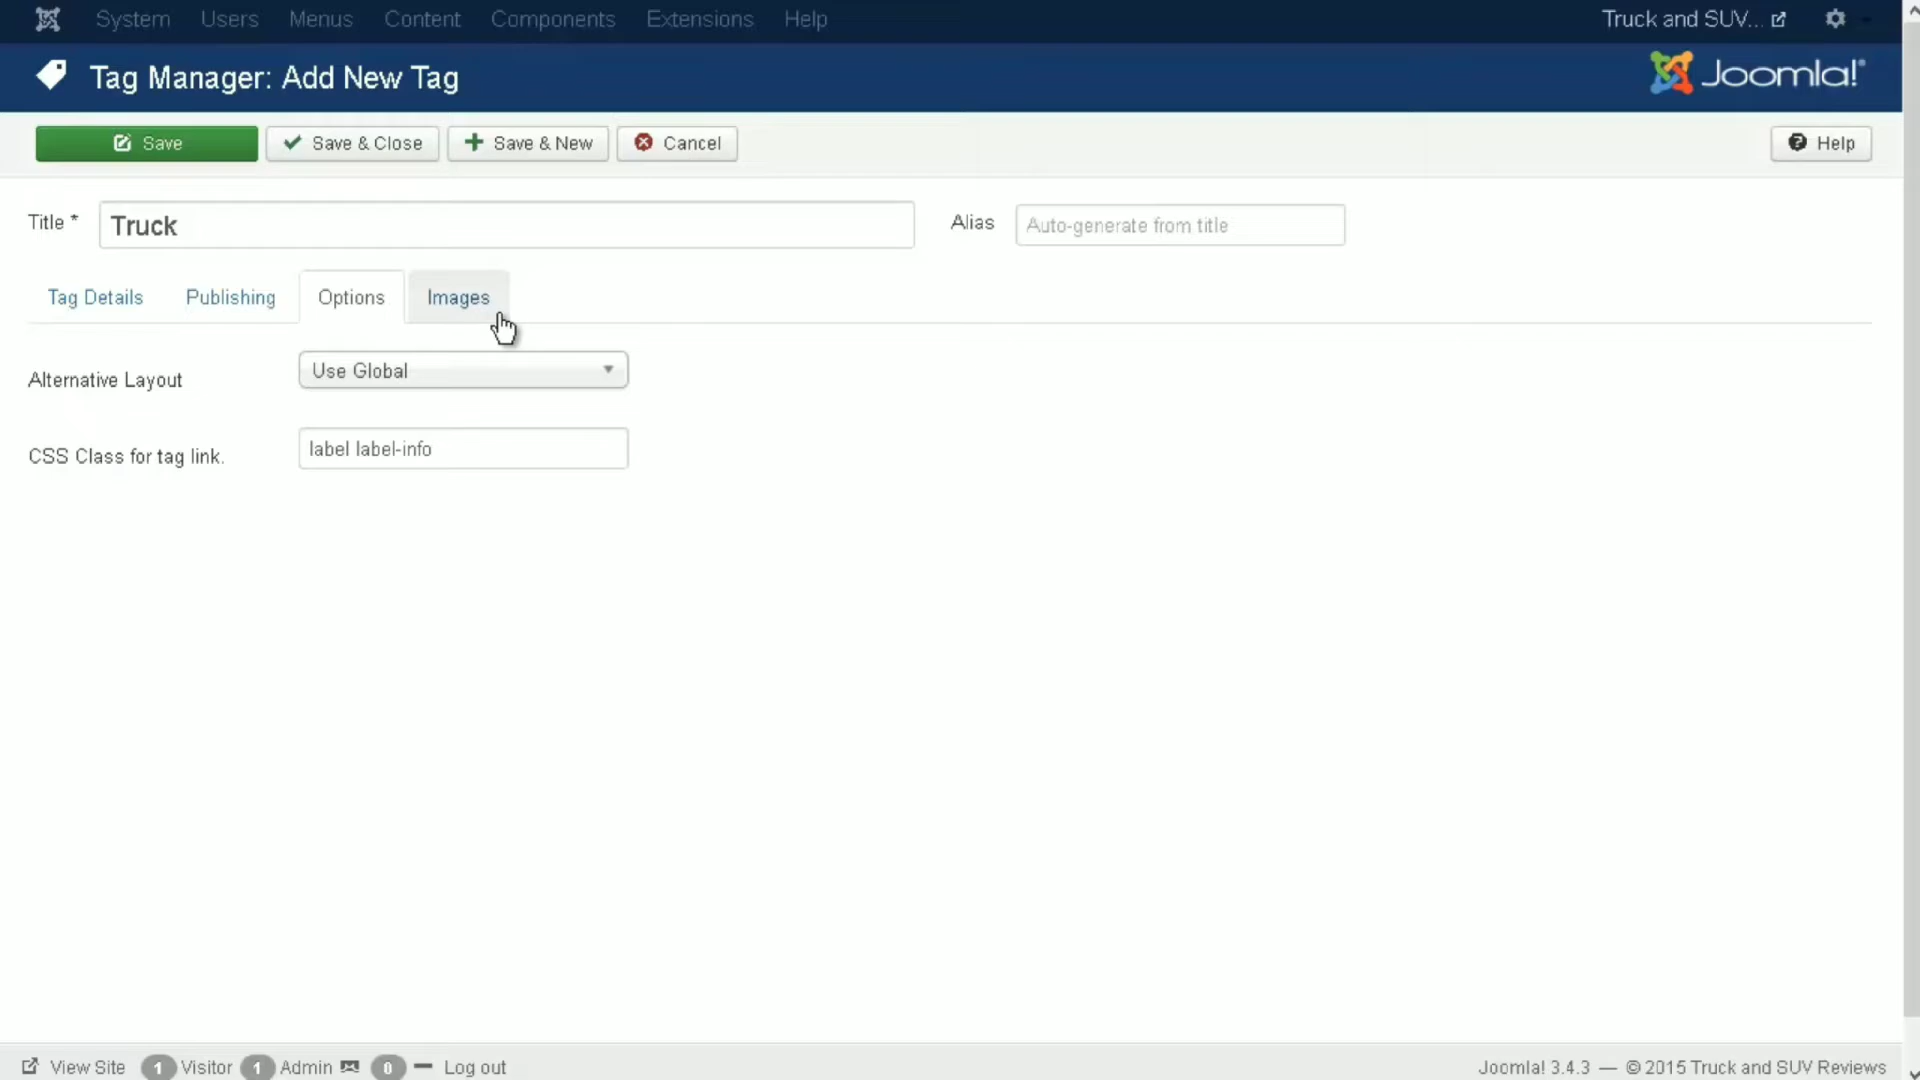 System Users Menus Content Components Extensions Help Truck and SUV...
Tag Manager: Add New Tag Joomla!®
Save Save & Close Save & New Cancel Help
Title * Truck Alias Auto-generate from title
Tag Details Publishing Options Images
Alternative Layout Use Global
CSS Class for tag link. label label-info
View Site 1 Visitor 1 Admin 0 Log out Joomla! 3.4.3 — © 2015 Truck and SUV Reviews